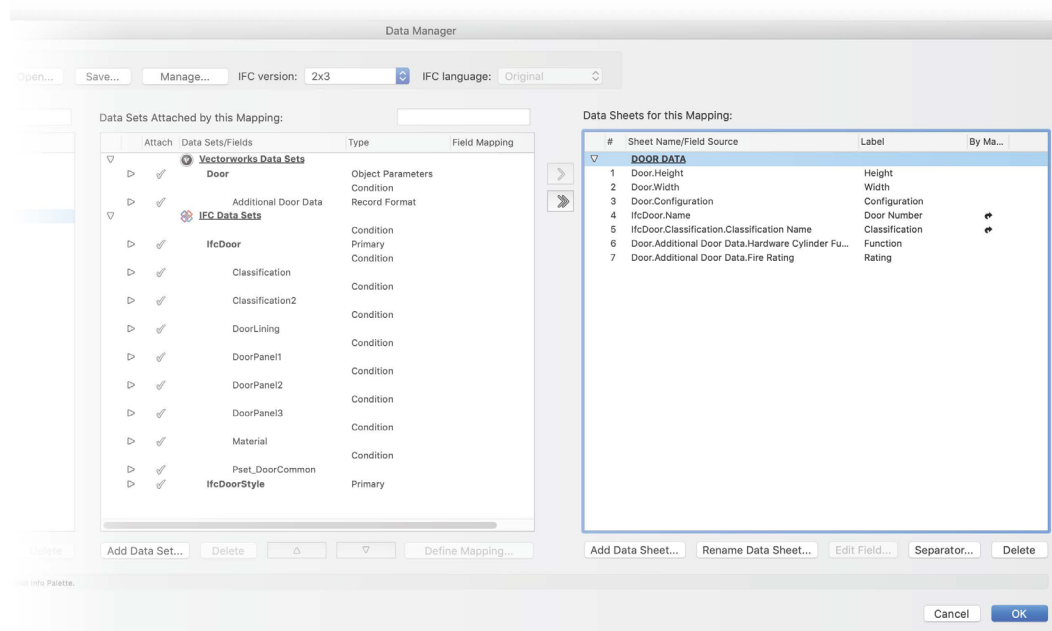 Data Manager
Open... Save... Manage... IFC version: 2x3 IFC language: Original
Data Sets Attached by this Mapping:
Attach Data Sets/Fields Type Field Mapping
Vectorworks Data Sets
Door Object Parameters
Condition
Additional Door Data Record Format
IFC Data Sets
Condition
IfcDoor Primary
Condition
Classification
Condition
Classification2
Condition
DoorLining
Condition
DoorPanel1
Condition
DoorPanel2
Condition
DoorPanel3
Condition
Material
Condition
Pset_DoorCommon
IfcDoorStyle Primary
Add Data Set... Delete Define Mapping...
Data Sheets for this Mapping:
# Sheet Name/Field Source Label By Ma...
DOOR DATA
1 Door.Height Height
2 Door.Width Width
3 Door.Configuration Configuration
4 IfcDoor.Name Door Number
5 IfcDoor.Classification.Classification Name Classification
6 Door.Additional Door Data.Hardware Cylinder Fu... Function
7 Door.Additional Door Data.Fire Rating Rating
Add Data Sheet... Rename Data Sheet... Edit Field... Separator... Delete
Delete
Info Palette.
Cancel OK